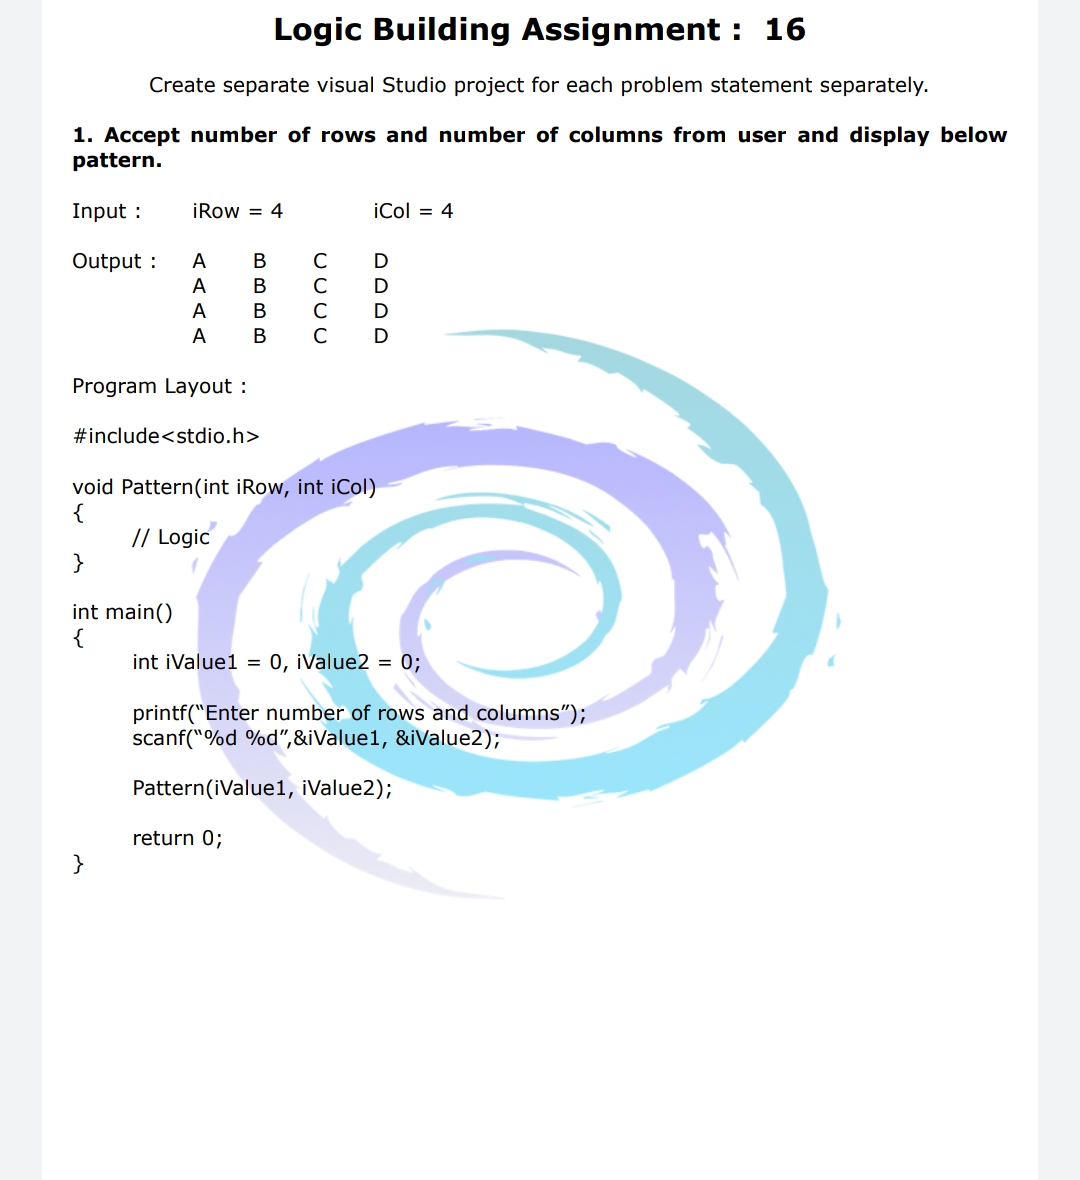 Logic Building Assignment : 16
Create separate visual Studio project for each problem statement separately.
1. Accept number of rows and number of columns from user and display below
pattern.
Input : iRow = 4 iCol = 4
Output : A B C D
A B C D
A B C D
A B C D
Program Layout :
#include<stdio.h>
void Pattern(int iRow, int iCol)
{
// Logic
}
int main()
{
int iValue1 = 0, iValue2 = 0;
printf(“Enter number of rows and columns”);
scanf(“%d %d”,&iValue1, &iValue2);
Pattern(iValue1, iValue2);
return 0;
}